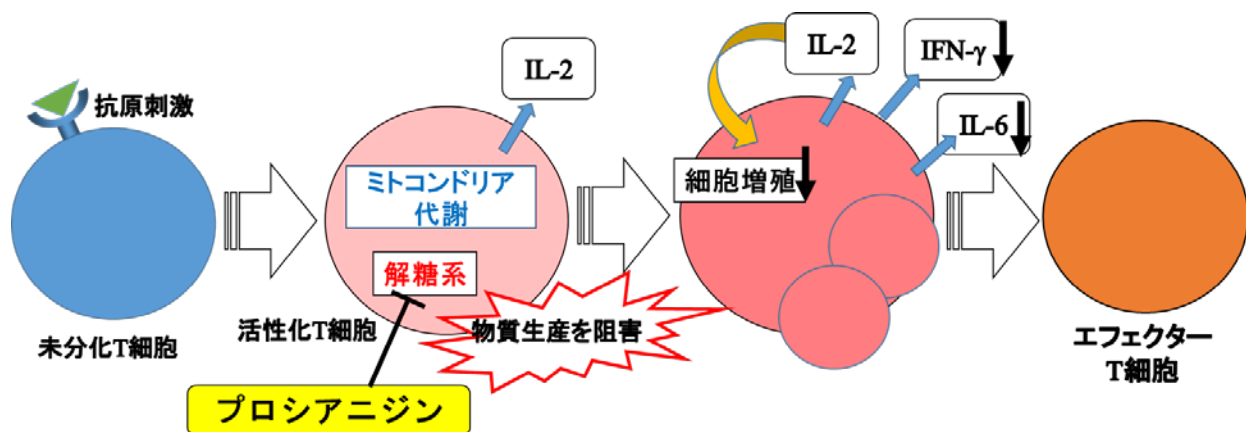 抗原刺激
未分化T細胞
IL-2
ミトコンドリア
代謝
解糖系
活性化T細胞
プロシアニジン
物質生産を阻害
IL-2
IFN-γ
IL-6
細胞増殖
エフェクター
T細胞